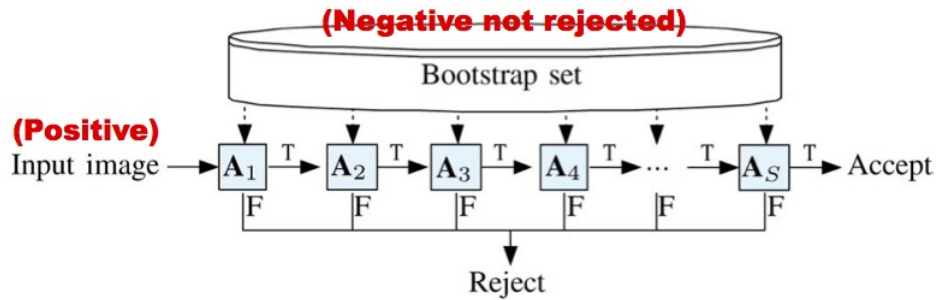 (Negative not rejected)
Bootstrap set
(Positive)
Input image A1 T A2 T A3 T A4 T ... T AS T Accept
F F F F F F
Reject